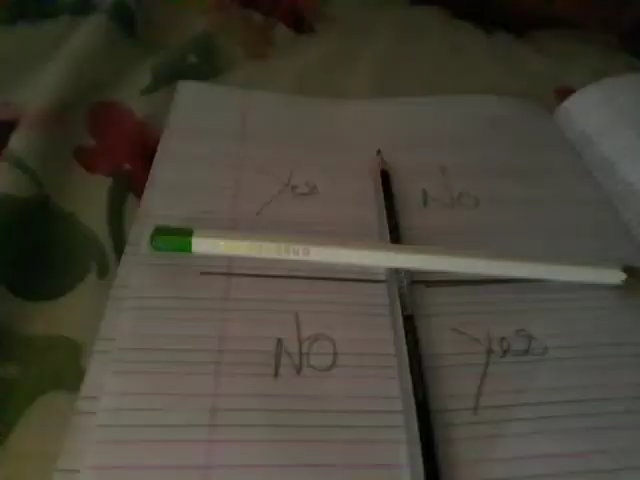 Yes No
NO Yes